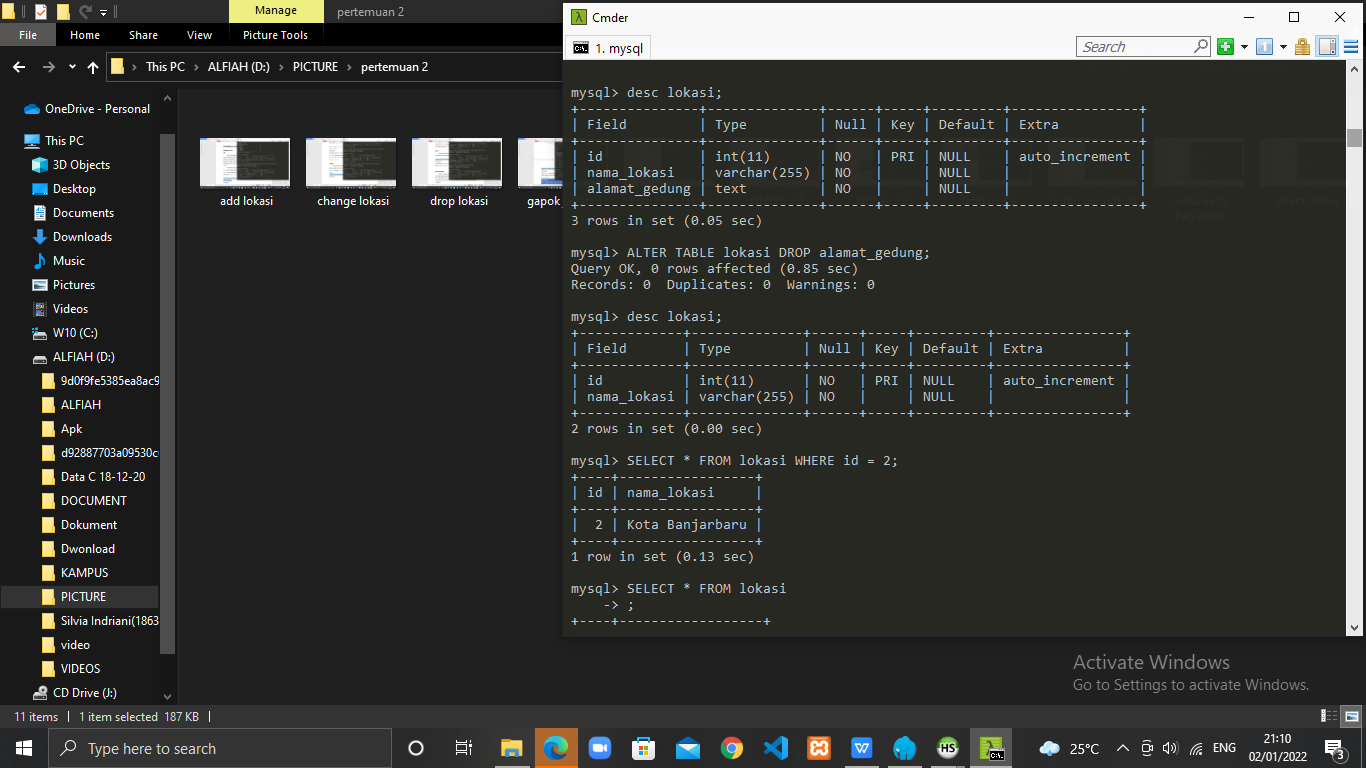 Manage
pertemuan 2
File
Home
Share
View
Picture Tools
This PC
ALFIAH (D:)
PICTURE
pertemuan 2
OneDrive - Personal
This PC
3D Objects
Desktop
Documents
Downloads
Music
Pictures
Videos
W10 (C:)
ALFIAH (D:)
9d0f9fe5385ea8ac9
ALFIAH
Apk
d92887703a09530c
Data C 18-12-20
DOCUMENT
Dokument
Dwonload
KAMPUS
PICTURE
Silvia Indriani(1863
video
VIDEOS
CD Drive (J:)
add lokasi
change lokasi
drop lokasi
gapok
11 items
1 item selected 187 KB
Cmder
1. mysql
Search
mysql> desc lokasi;
+---------------+--------------+------+-----+---------+----------------+
| Field         | Type         | Null | Key | Default | Extra          |
+---------------+--------------+------+-----+---------+----------------+
| id            | int(11)      | NO   | PRI | NULL    | auto_increment |
| nama_lokasi   | varchar(255) | NO   |     | NULL    |                |
| alamat_gedung | text         | NO   |     | NULL    |                |
+---------------+--------------+------+-----+---------+----------------+
3 rows in set (0.05 sec)
mysql> ALTER TABLE lokasi DROP alamat_gedung;
Query OK, 0 rows affected (0.85 sec)
Records: 0  Duplicates: 0  Warnings: 0
mysql> desc lokasi;
+-------------+--------------+------+-----+---------+----------------+
| Field       | Type         | Null | Key | Default | Extra          |
+-------------+--------------+------+-----+---------+----------------+
| id          | int(11)      | NO   | PRI | NULL    | auto_increment |
| nama_lokasi | varchar(255) | NO   |     | NULL    |                |
+-------------+--------------+------+-----+---------+----------------+
2 rows in set (0.00 sec)
mysql> SELECT * FROM lokasi WHERE id = 2;
+----+-----------------+
| id | nama_lokasi     |
+----+-----------------+
|  2 | Kota Banjarbaru |
+----+-----------------+
1 row in set (0.13 sec)
mysql> SELECT * FROM lokasi
    -> ;
+----+------------------+
Activate Windows
Go to Settings to activate Windows.
Type here to search
HS
25°C
ENG
21:10
02/01/2022
3